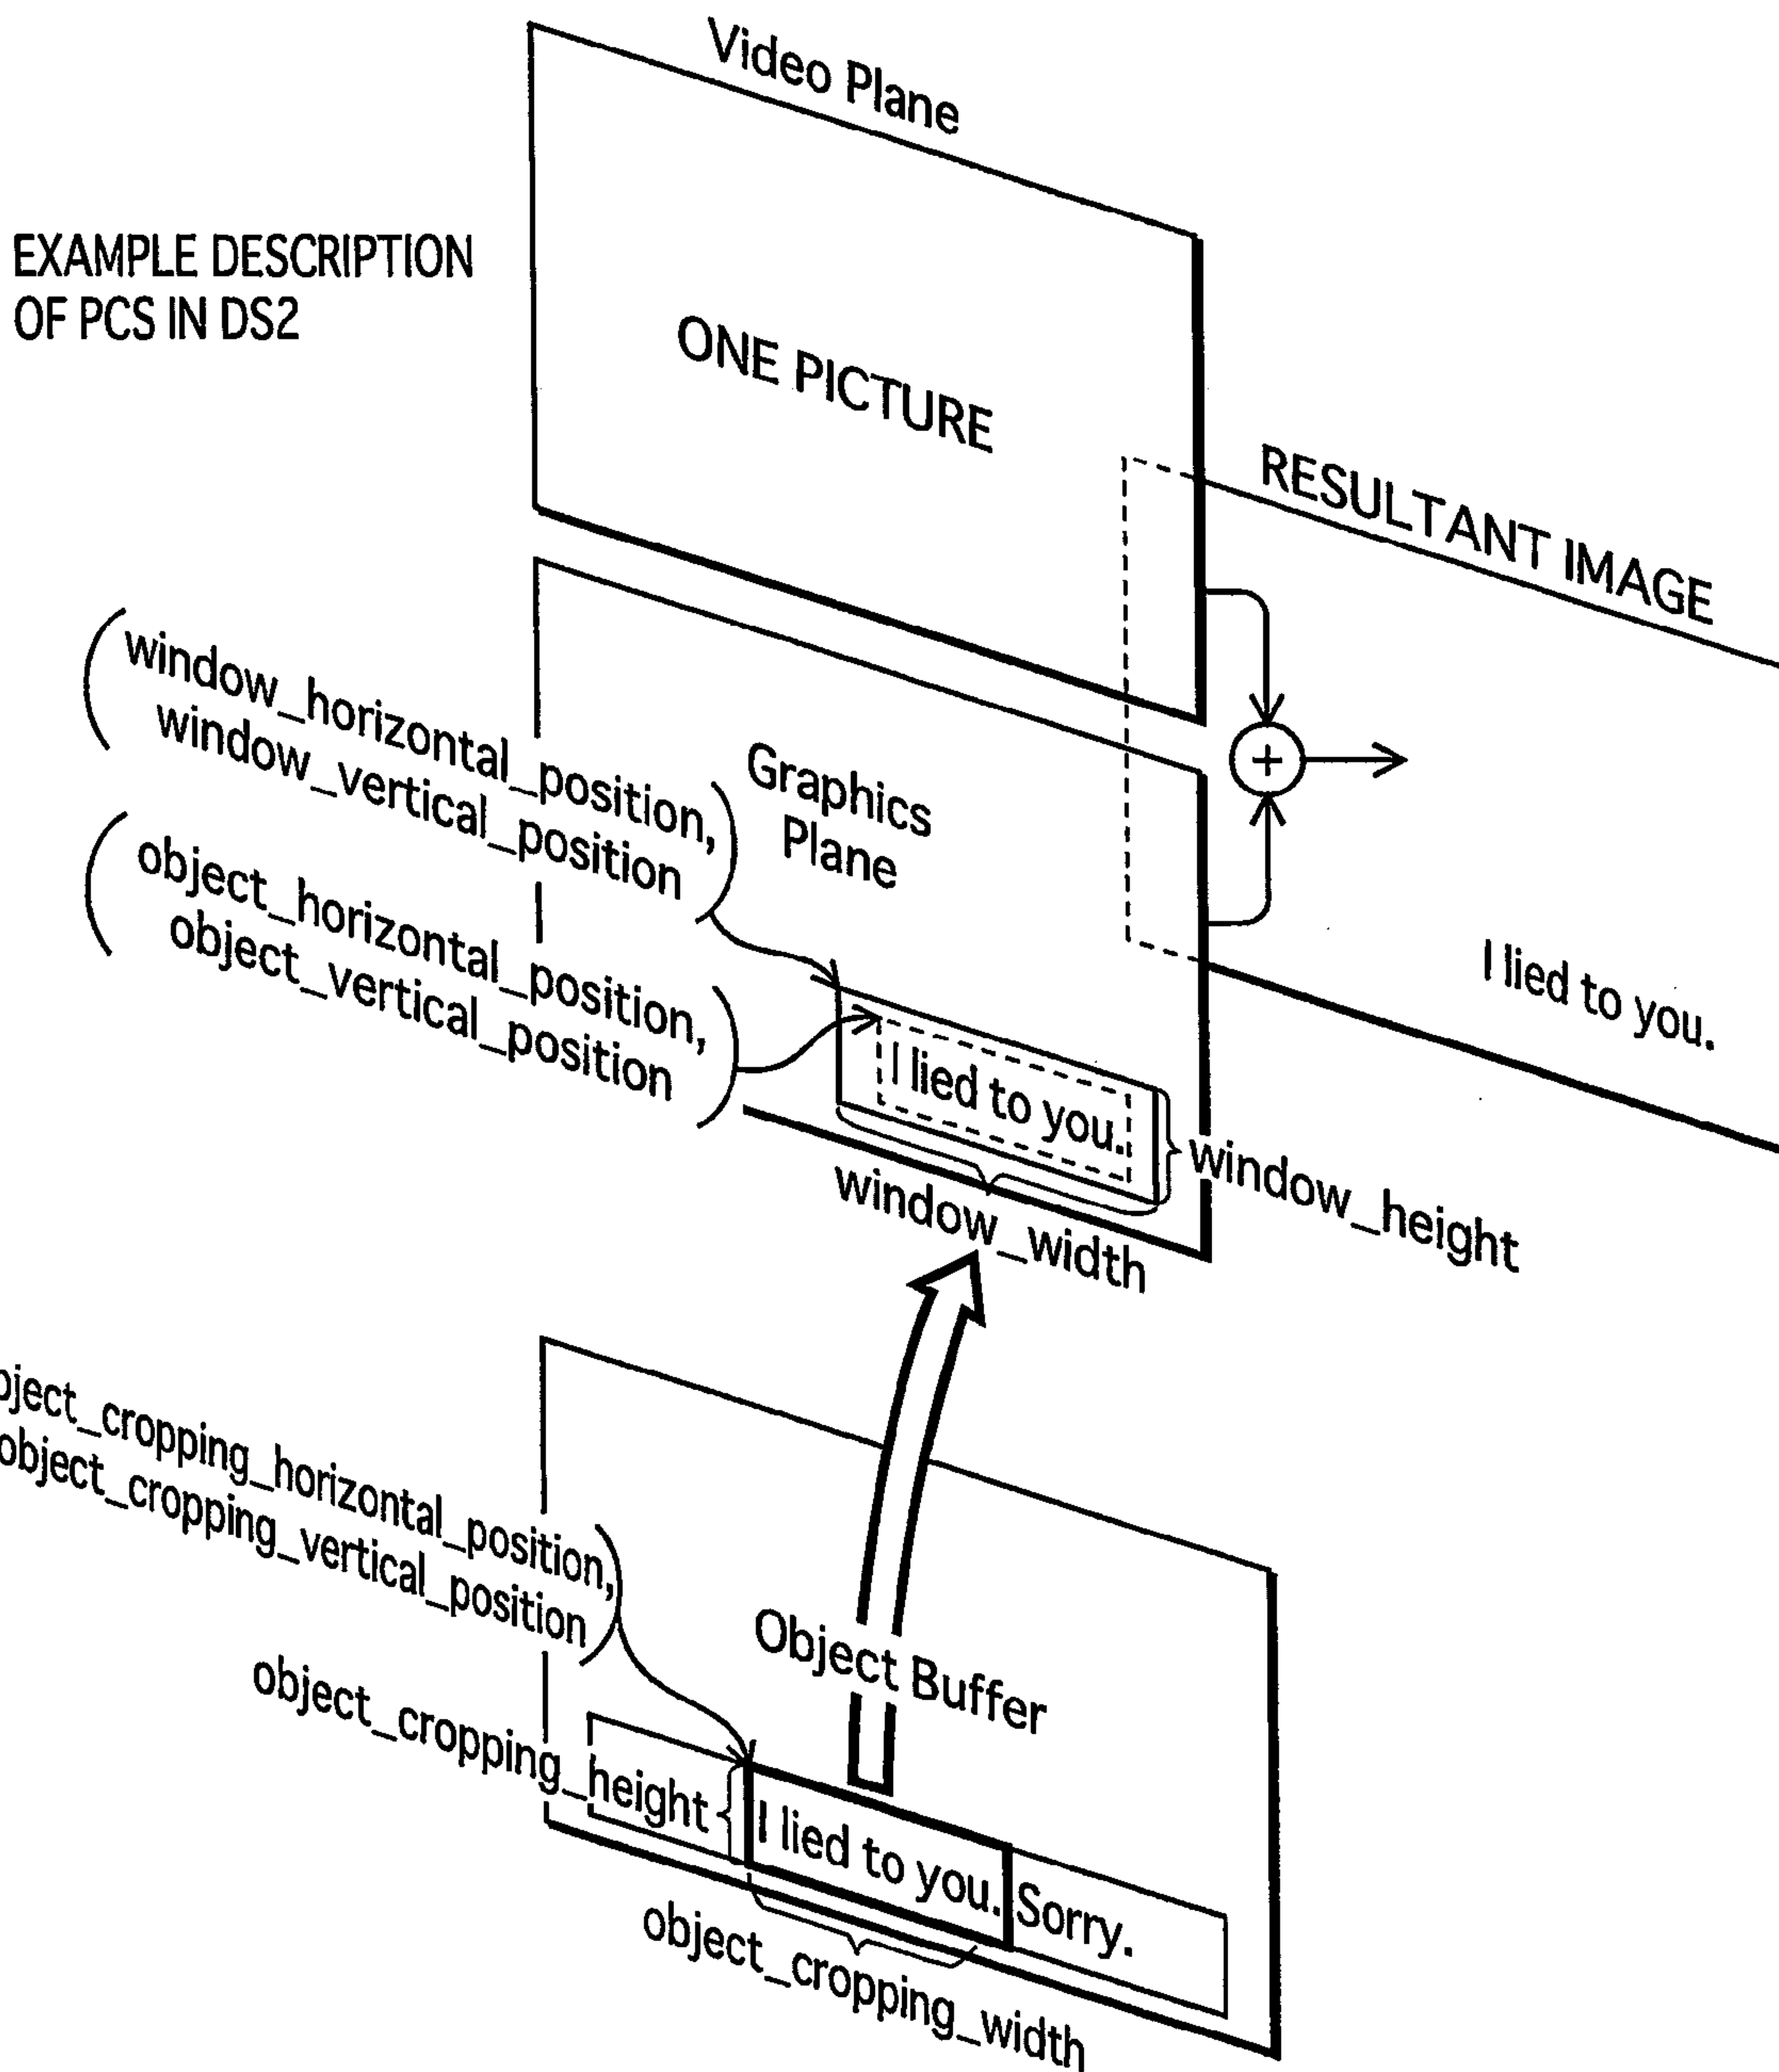 Video Plane
EXAMPLE DESCRIPTION
OF PCS IN DS2
ONE PICTURE
RESULTANT IMAGE
(window_horizontal_position,
window_vertical_position)
Graphics
Plane
(object_horizontal_position,
object_vertical_position)
+
I lied to you.
I lied to you.
window_height
window_width
object_cropping_vertical_position)
Object Buffer
object_cropping_height
I lied to you. Sorry.
object_cropping_width